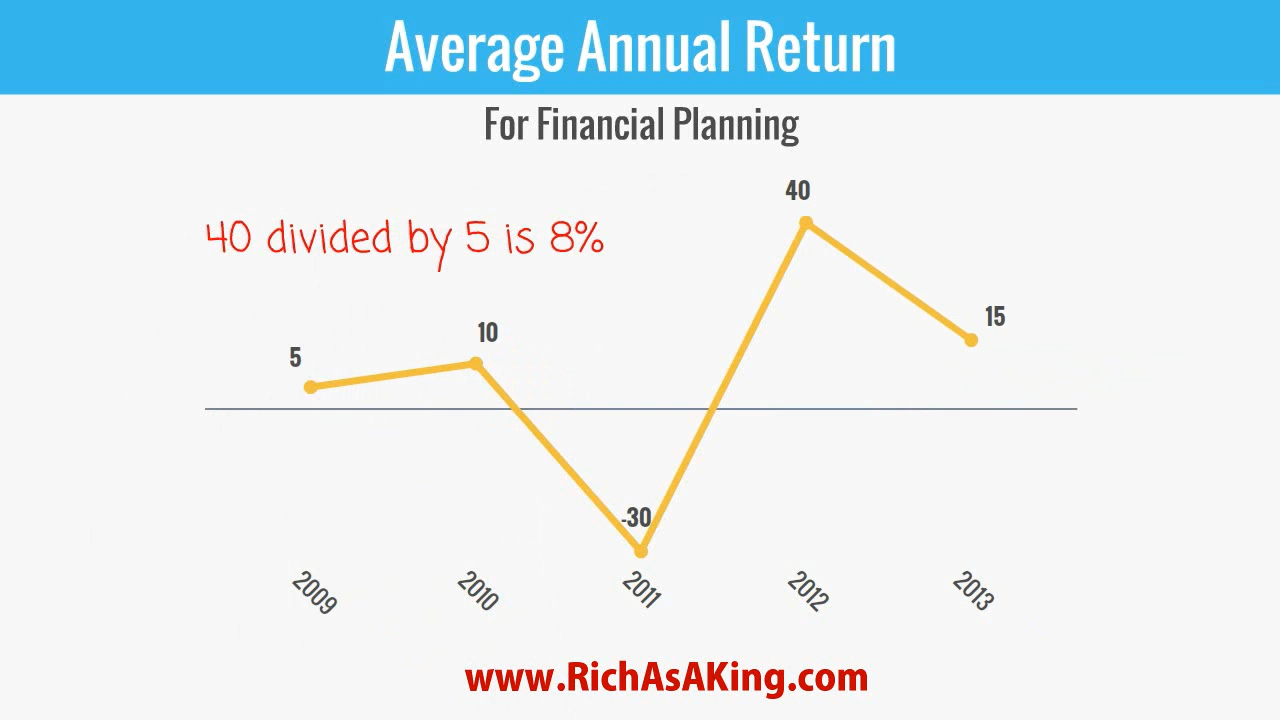 Average Annual Return
For Financial Planning
40
40 divided by 5 is 8%
15
10
5
-30
2009 2010 2011 2012 2013
www.RichAsAKing.com